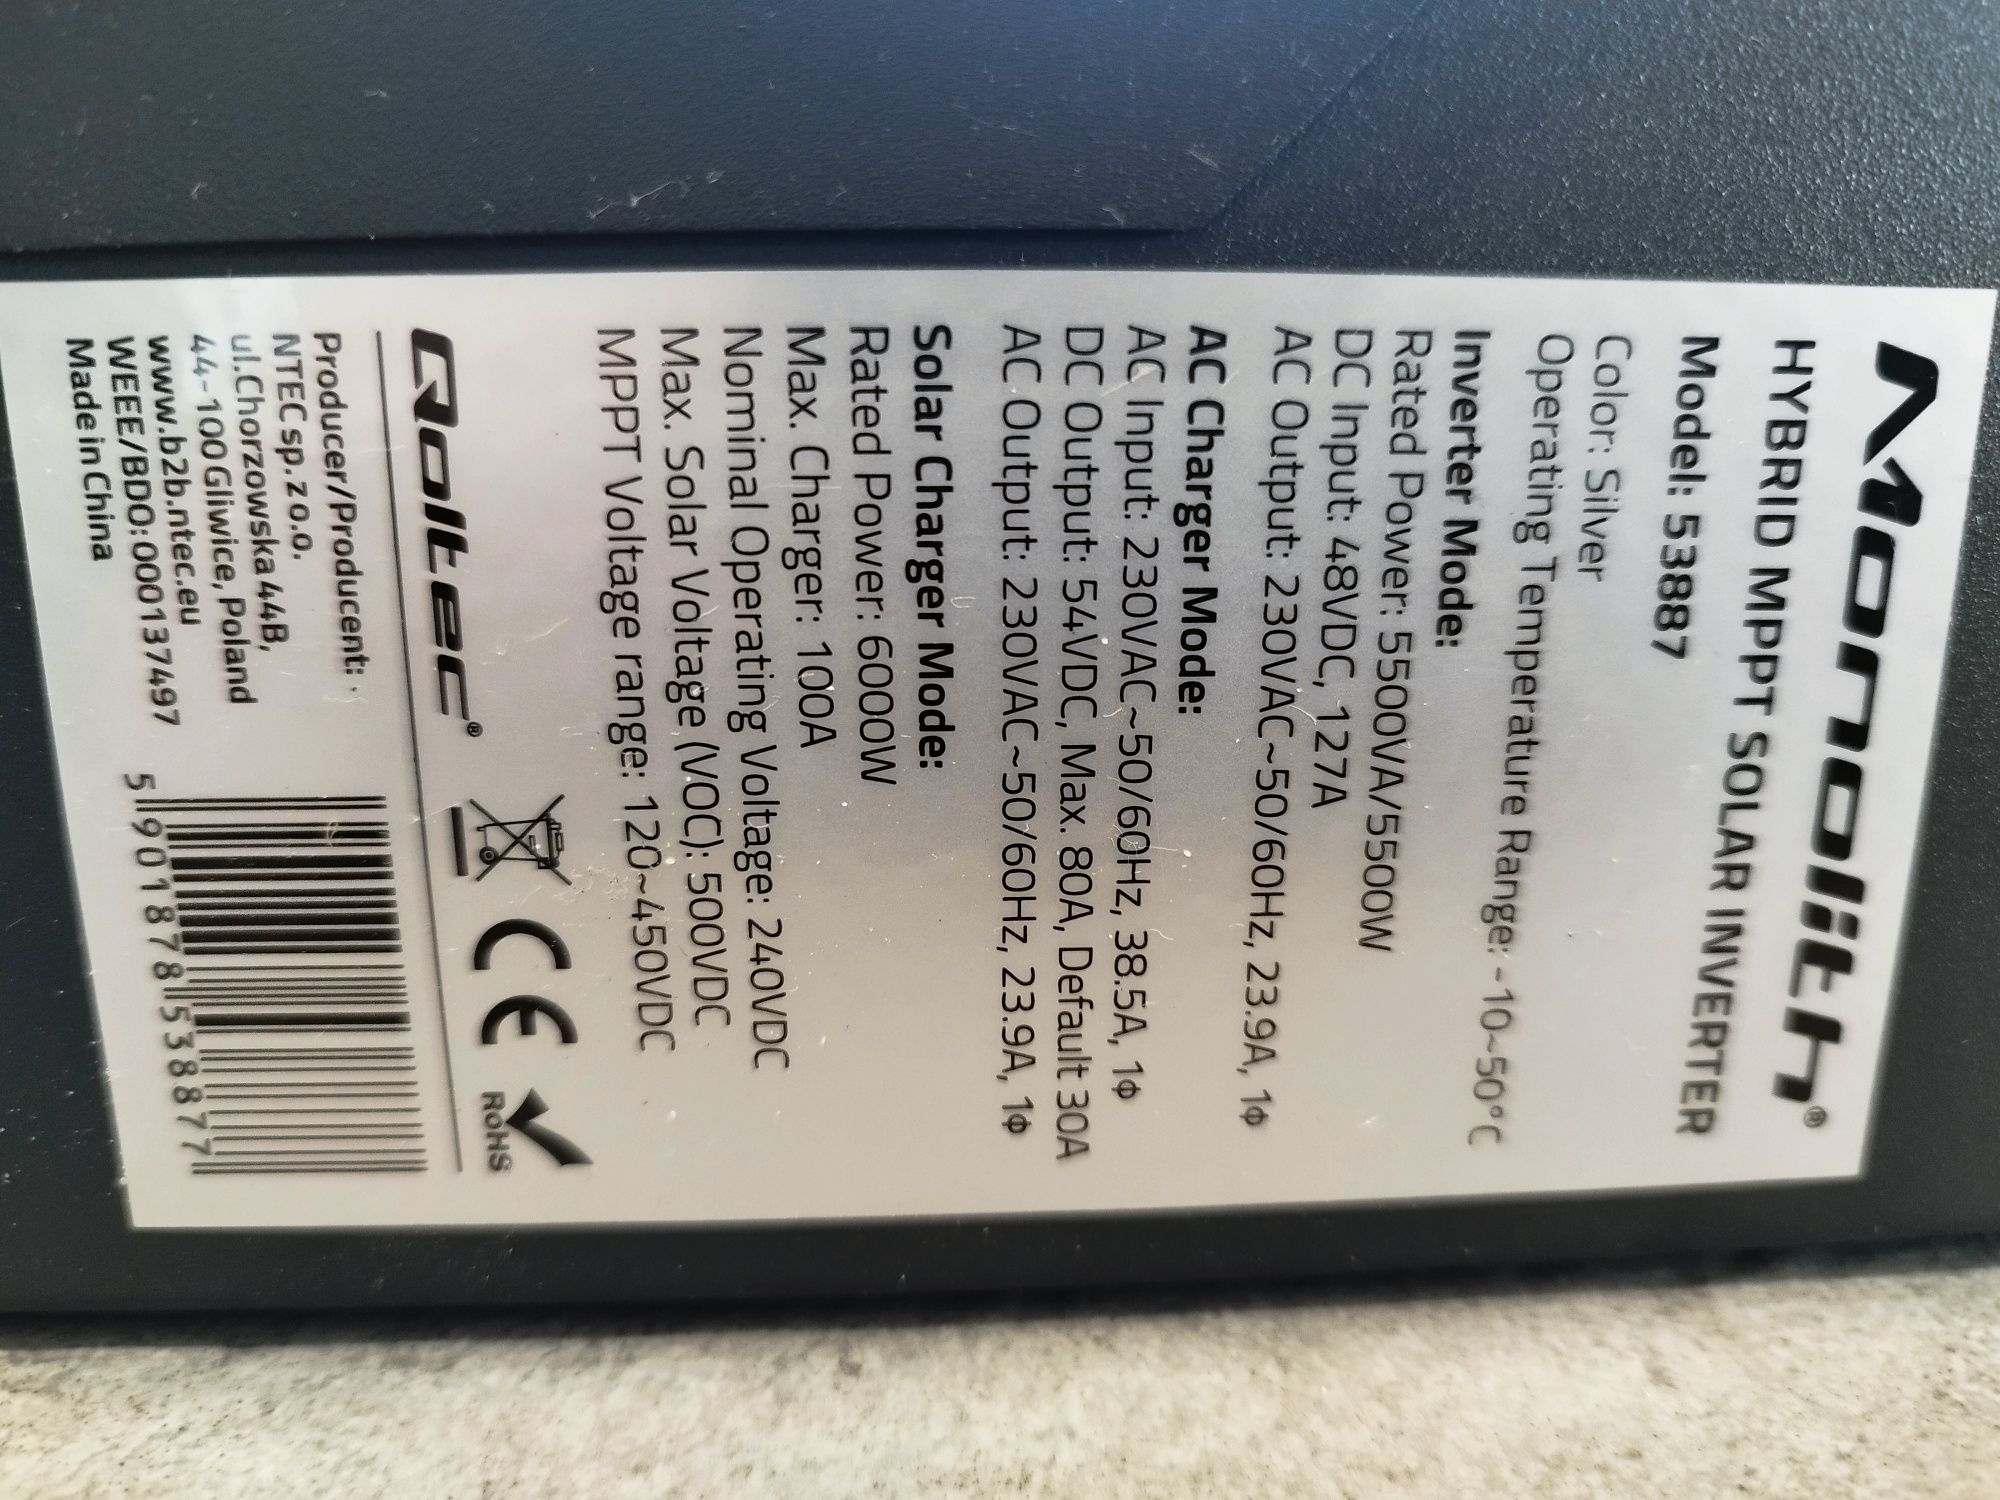 Monolith®
HYBRID MPPT SOLAR INVERTER
Model: 53887
Color: Silver
Operating Temperature Range: -10~50°C
Inverter Mode:
Rated Power: 5500VA/5500W
DC Input: 48VDC, 127A
AC Output: 230VAC~50/60Hz, 23.9A, 1Φ
AC Charger Mode:
AC Input: 230VAC~50/60Hz, 38.5A, 1Φ
DC Output: 54VDC, Max. 80A, Default 30A
AC Output: 230VAC~50/60Hz, 23.9A, 1Φ
Solar Charger Mode:
Rated Power: 6000W
Max. Charger: 100A
Nominal Operating Voltage: 240VDC
Max. Solar Voltage (VOC): 500VDC
MPPT Voltage range: 120~450VDC
Qoltec®
CE
RoHS
Producer/Producent:
NTEC sp. z o.o.
ul.Chorzowska 44B,
44-100 Gliwice, Poland
www.b2b.ntec.eu
WEEE/BDO: 000137497
Made in China
5 901878 538877